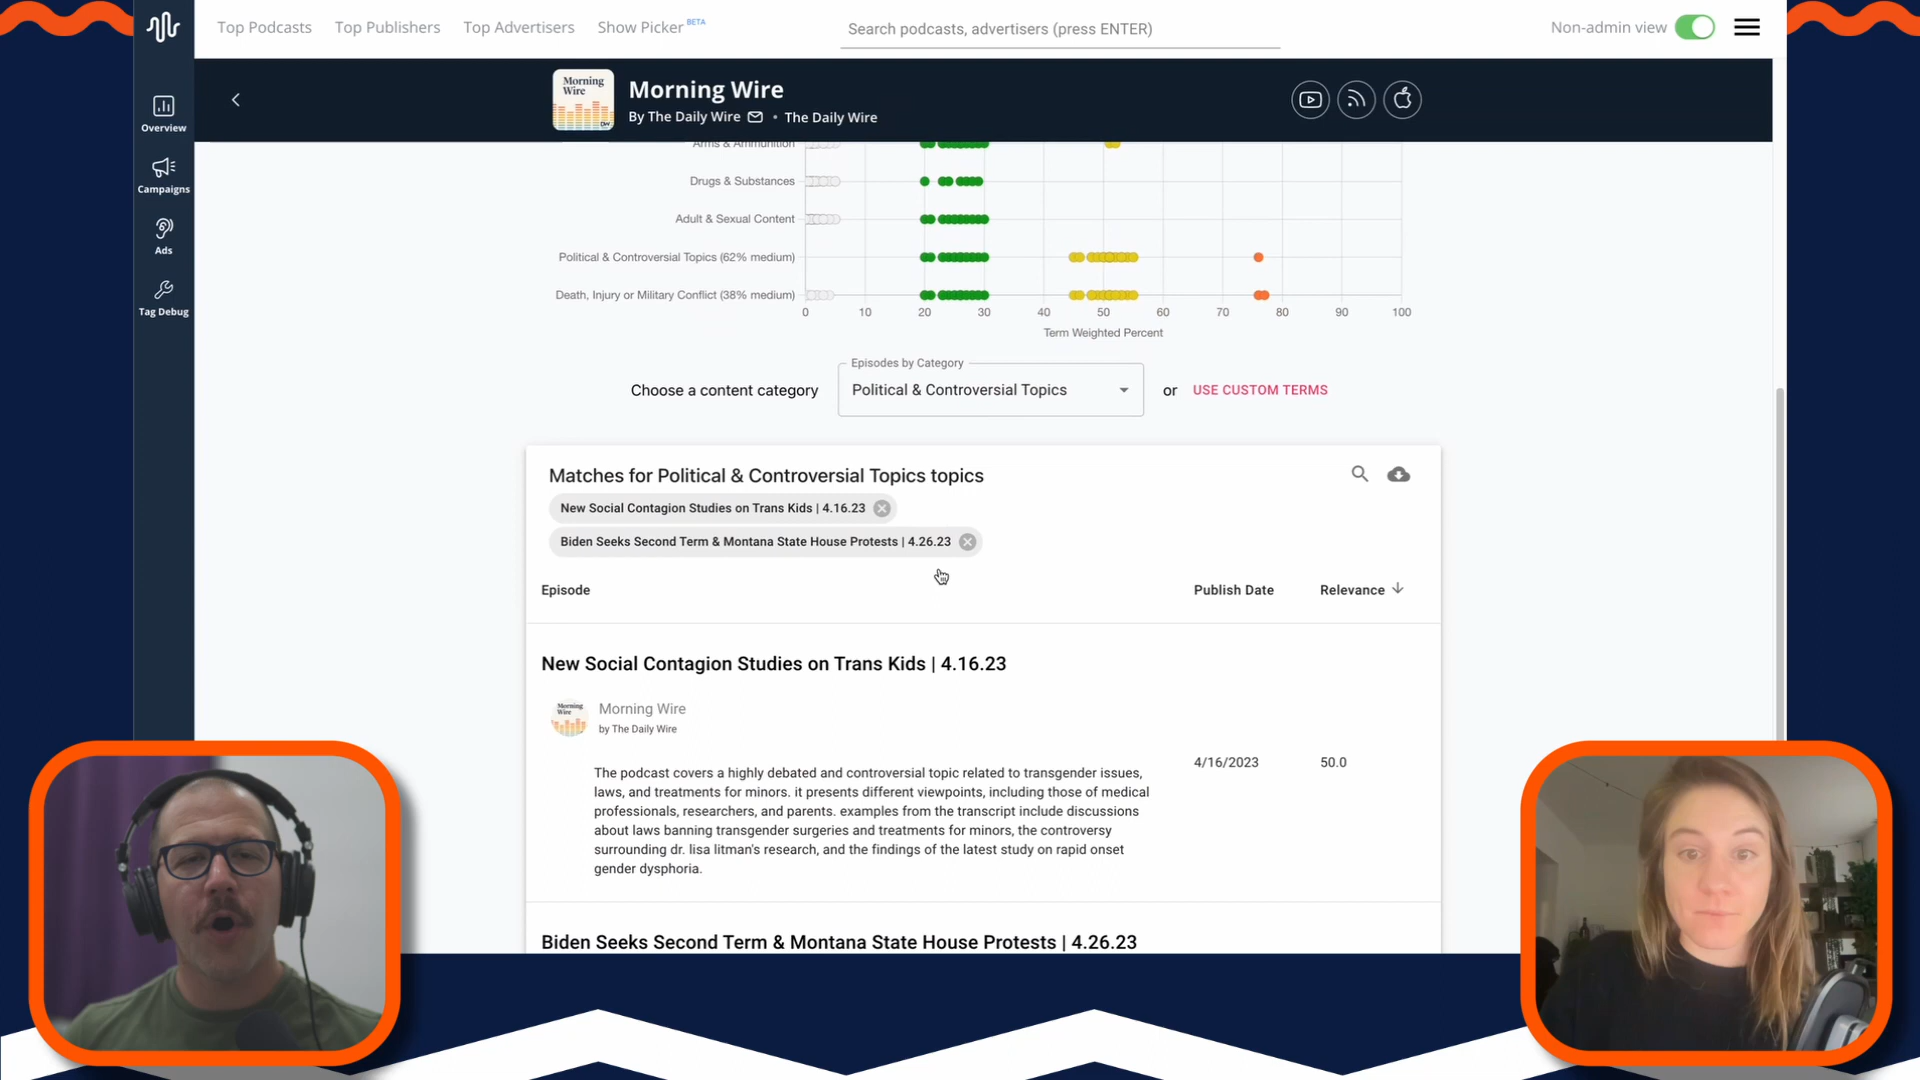 Top Podcasts
Top Publishers
Top Advertisers
Show Picker BETA
Search podcasts, advertisers (press ENTER)
Non-admin view
Overview
Campaigns
Ads
Tag Debug
Morning Wire
Morning Wire
By The Daily Wire • The Daily Wire
Arms & Ammunition
Drugs & Substances
Adult & Sexual Content
Political & Controversial Topics (62% medium)
Death, Injury or Military Conflict (38% medium)
0 10 20 30 40 50 60 70 80 90 100
Term Weighted Percent
Choose a content category
Episodes by Category
Political & Controversial Topics
or
USE CUSTOM TERMS
Matches for Political & Controversial Topics topics
New Social Contagion Studies on Trans Kids | 4.16.23
Biden Seeks Second Term & Montana State House Protests | 4.26.23
Episode
Publish Date
Relevance
New Social Contagion Studies on Trans Kids | 4.16.23
Morning Wire
Morning Wire
by The Daily Wire
The podcast covers a highly debated and controversial topic related to transgender issues,
laws, and treatments for minors. it presents different viewpoints, including those of medical
professionals, researchers, and parents. examples from the transcript include discussions
about laws banning transgender surgeries and treatments for minors, the controversy
surrounding dr. lisa litman's research, and the findings of the latest study on rapid onset
gender dysphoria.
4/16/2023
50.0
Biden Seeks Second Term & Montana State House Protests | 4.26.23